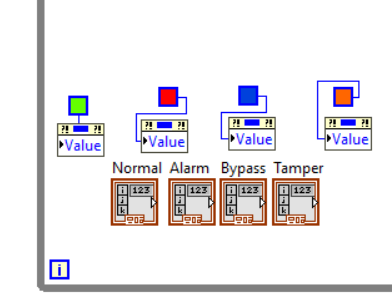 ?! ?! ?! ?! ?! ?! ?! ?!
Value Value Value Value
Normal Alarm Bypass Tamper
i 123 i 123 i 123 i 123
j j j j
k k k k
i